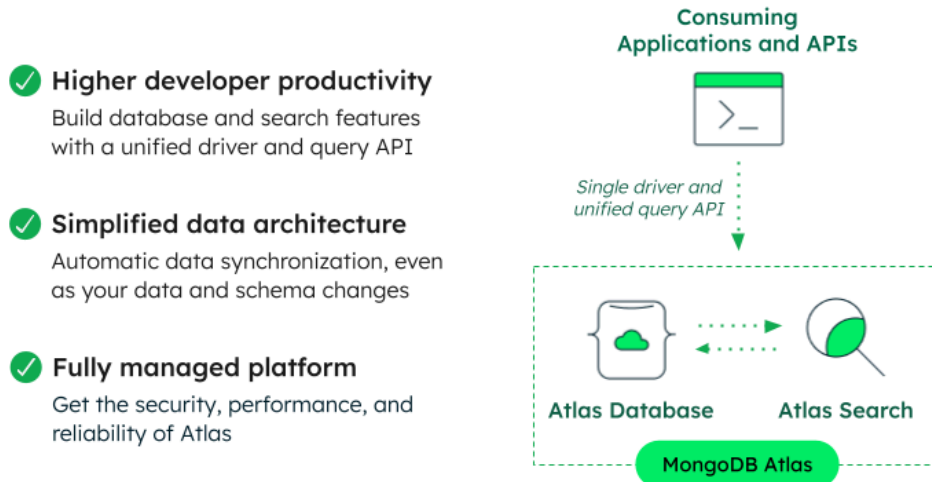 Higher developer productivity
Build database and search features
with a unified driver and query API
Simplified data architecture
Automatic data synchronization, even
as your data and schema changes
Fully managed platform
Get the security, performance, and
reliability of Atlas
Consuming
Applications and APIs
Single driver and
unified query API
Atlas Database
Atlas Search
MongoDB Atlas